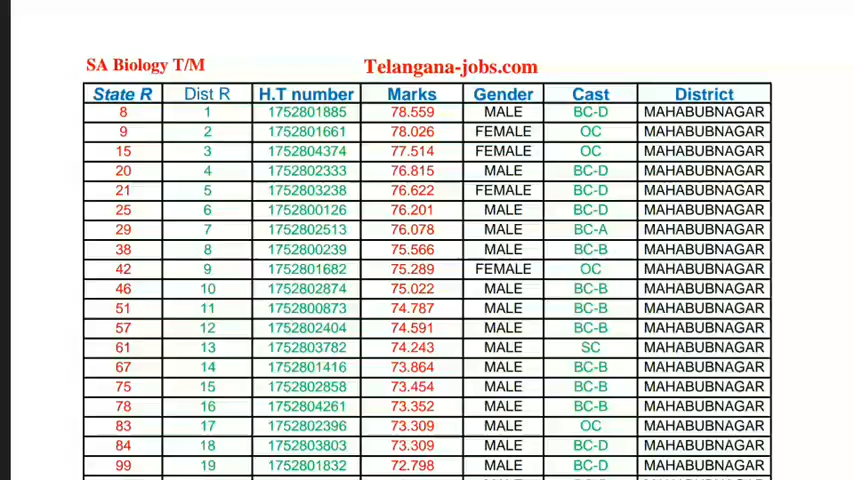 SA Biology T/M Telangana-jobs.com
State R Dist R H.T number Marks Gender Cast District
8 1 1752801885 78.559 MALE BC-D MAHABUBNAGAR
9 2 1752801661 78.026 FEMALE OC MAHABUBNAGAR
15 3 1752804374 77.514 FEMALE OC MAHABUBNAGAR
20 4 1752802333 76.815 MALE BC-D MAHABUBNAGAR
21 5 1752803238 76.622 FEMALE BC-D MAHABUBNAGAR
25 6 1752800126 76.201 MALE BC-D MAHABUBNAGAR
29 7 1752802513 76.078 MALE BC-A MAHABUBNAGAR
38 8 1752800239 75.566 MALE BC-B MAHABUBNAGAR
42 9 1752801682 75.289 FEMALE OC MAHABUBNAGAR
46 10 1752802874 75.022 MALE BC-B MAHABUBNAGAR
51 11 1752800873 74.787 MALE BC-B MAHABUBNAGAR
57 12 1752802404 74.591 MALE BC-B MAHABUBNAGAR
61 13 1752803782 74.243 MALE SC MAHABUBNAGAR
67 14 1752801416 73.864 MALE BC-B MAHABUBNAGAR
75 15 1752802858 73.454 MALE BC-B MAHABUBNAGAR
78 16 1752804261 73.352 MALE BC-B MAHABUBNAGAR
83 17 1752802396 73.309 MALE OC MAHABUBNAGAR
84 18 1752803803 73.309 MALE BC-D MAHABUBNAGAR
99 19 1752801832 72.798 MALE BC-D MAHABUBNAGAR